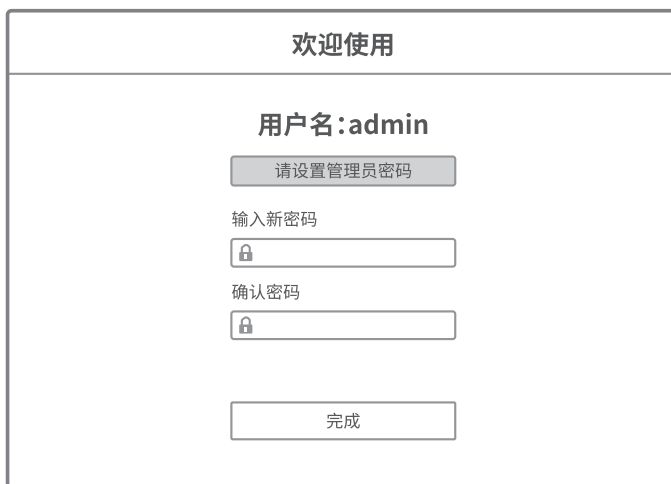 欢迎使用
用户名：admin
请设置管理员密码
输入新密码
确认密码
完成